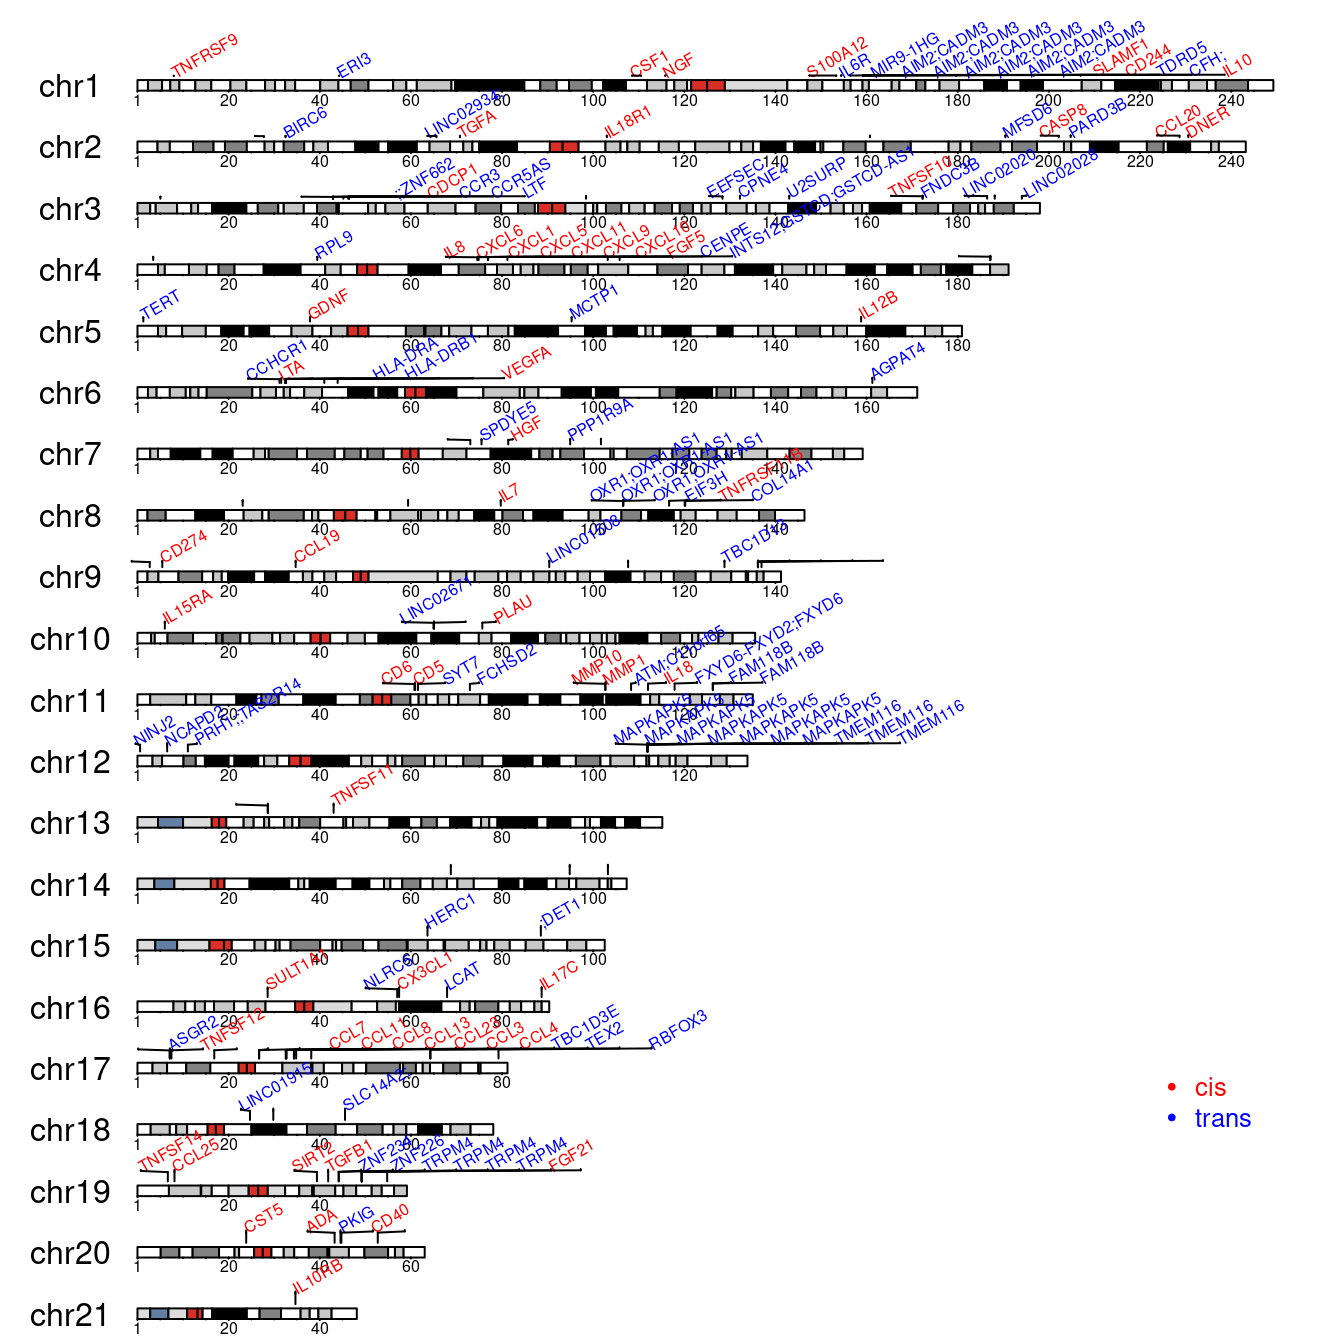 TNFRSF9 ERI3 CSF1 NGF S100A12 IL6R MIR9-1HG AIM2;CADM3 AIM2;CADM3 AIM2;CADM3 AIM2;CADM3 AIM2;CADM3 AIM2;CADM3 SLAMF1 CD244 TDRD5 CFH; IL10
chr1
1 20 40 60 80 100 120 140 160 180 200 220 240
BIRC6 LINC02934 TGFA IL18R1 MFSD6 CASP8 PARD3B CCL20 DNER
chr2
1 20 40 60 80 100 120 140 160 180 200 220 240
;;ZNF662 CDCP1 CCR3 CCR5AS LTF EEFSEC CPNE4 U2SURP TNFSF10 FNDC3B LINC02020 LINC02028
chr3
1 20 40 60 80 100 120 140 160 180
RPL9 IL8 CXCL6 CXCL1 CXCL5 CXCL11 CXCL9 CXCL10 FGF5 CENPE INTS12;GSTCD;GSTCD-AS1
chr4
1 20 40 60 80 100 120 140 160 180
TERT GDNF MCTP1 IL12B
chr5
1 20 40 60 80 100 120 140 160 180
CCHCR1 LTA HLA-DRA HLA-DRB1 VEGFA AGPAT4
chr6
1 20 40 60 80 100 120 140 160
SPDYE5 HGF PPP1R9A
chr7
1 20 40 60 80 100 120 140
IL7 OXR1;OXR1-AS1 OXR1;OXR1-AS1 OXR1;OXR1-AS1 EIF3H TNFRSF11B COL14A1
chr8
1 20 40 60 80 100 120 140
CD274 CCL19 LINC01508 TBC1D13
chr9
1 20 40 60 80 100 120 140
IL15RA LINC02671 PLAU
chr10
1 20 40 60 80 100 120
CD6 CD5 SYT7 FCHSD2 MMP10 MMP1 ATM;C11orf65 IL18 FXYD6-FXYD2;FXYD6 FAM118B FAM118B
chr11
1 20 40 60 80 100 120
NINJ2 NCAPD2 PRH1;;TAS2R14 MAPKAPK5 MAPKAPK5 MAPKAPK5 MAPKAPK5 MAPKAPK5 MAPKAPK5 MAPKAPK5 TMEM116 TMEM116 TMEM116
chr12
1 20 40 60 80 100 120
TNFSF11
chr13
1 20 40 60 80 100
chr14
1 20 40 60 80 100
HERC1 ;DET1
chr15
1 20 40 60 80 100
SULT1A1 NLRC5 CX3CL1 LCAT IL17C
chr16
1 20 40 60 80
ASGR2 TNFSF12 CCL7 CCL11 CCL8 CCL13 CCL23 CCL3 CCL4 TBC1D3E TEX2 RBFOX3
chr17
1 20 40 60 80
LINC01915 SLC14A2;
chr18
1 20 40 60
TNFSF14 CCL25 SIRT2 TGFB1 ZNF234 ZNF226 TRPM4 TRPM4 TRPM4 TRPM4 FGF21
chr19
1 20 40
CST5 ADA PKIG CD40
chr20
1 20 40 60
IL10RB
chr21
1 20 40
cis
trans